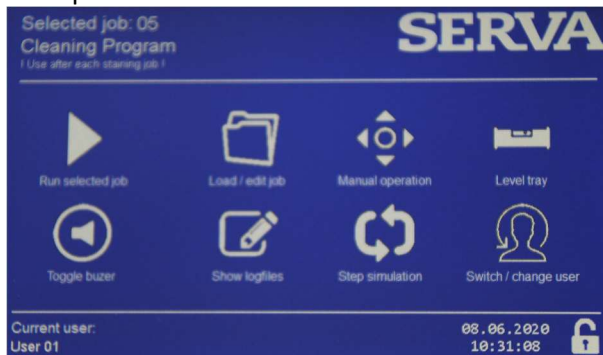 Selected job: 05
SERVA
Cleaning Program
! Use after each staining job !
Run selected job
Load / edit job
Manual operation
Level tray
Toggle buzer
Show logfiles
Step simulation
Switch / change user
Current user:
08.06.2020
User 01
10:31:08